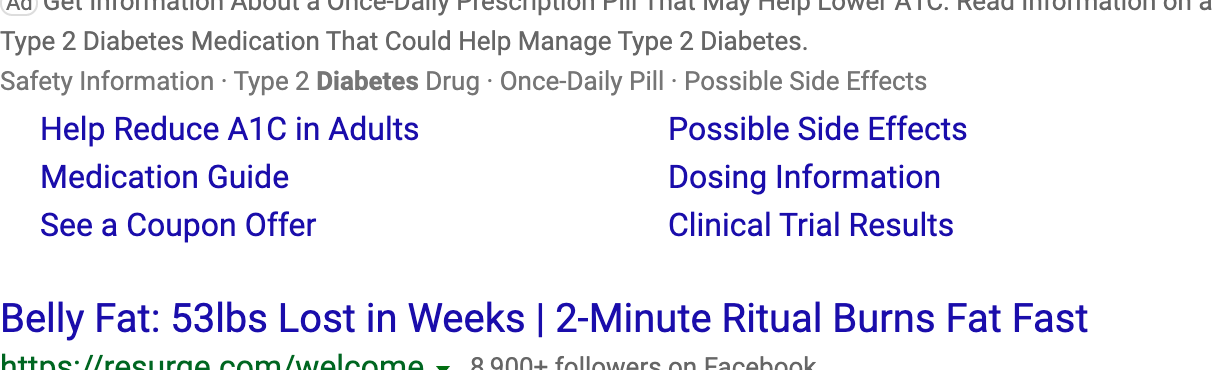 Ad Get Information About a Once-Daily Prescription Pill That May Help Lower A1C. Read Information on a
Type 2 Diabetes Medication That Could Help Manage Type 2 Diabetes.
Safety Information · Type 2 Diabetes Drug · Once-Daily Pill · Possible Side Effects
Help Reduce A1C in Adults Possible Side Effects
Medication Guide Dosing Information
See a Coupon Offer Clinical Trial Results
Belly Fat: 53lbs Lost in Weeks | 2-Minute Ritual Burns Fat Fast
https://resurge.com/welcome 8,900+ followers on Facebook